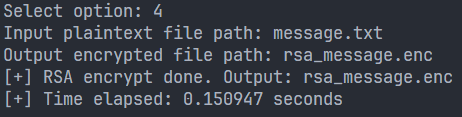 Select option: 4
Input plaintext file path: message.txt
Output encrypted file path: rsa_message.enc
[+] RSA encrypt done. Output: rsa_message.enc
[+] Time elapsed: 0.150947 seconds